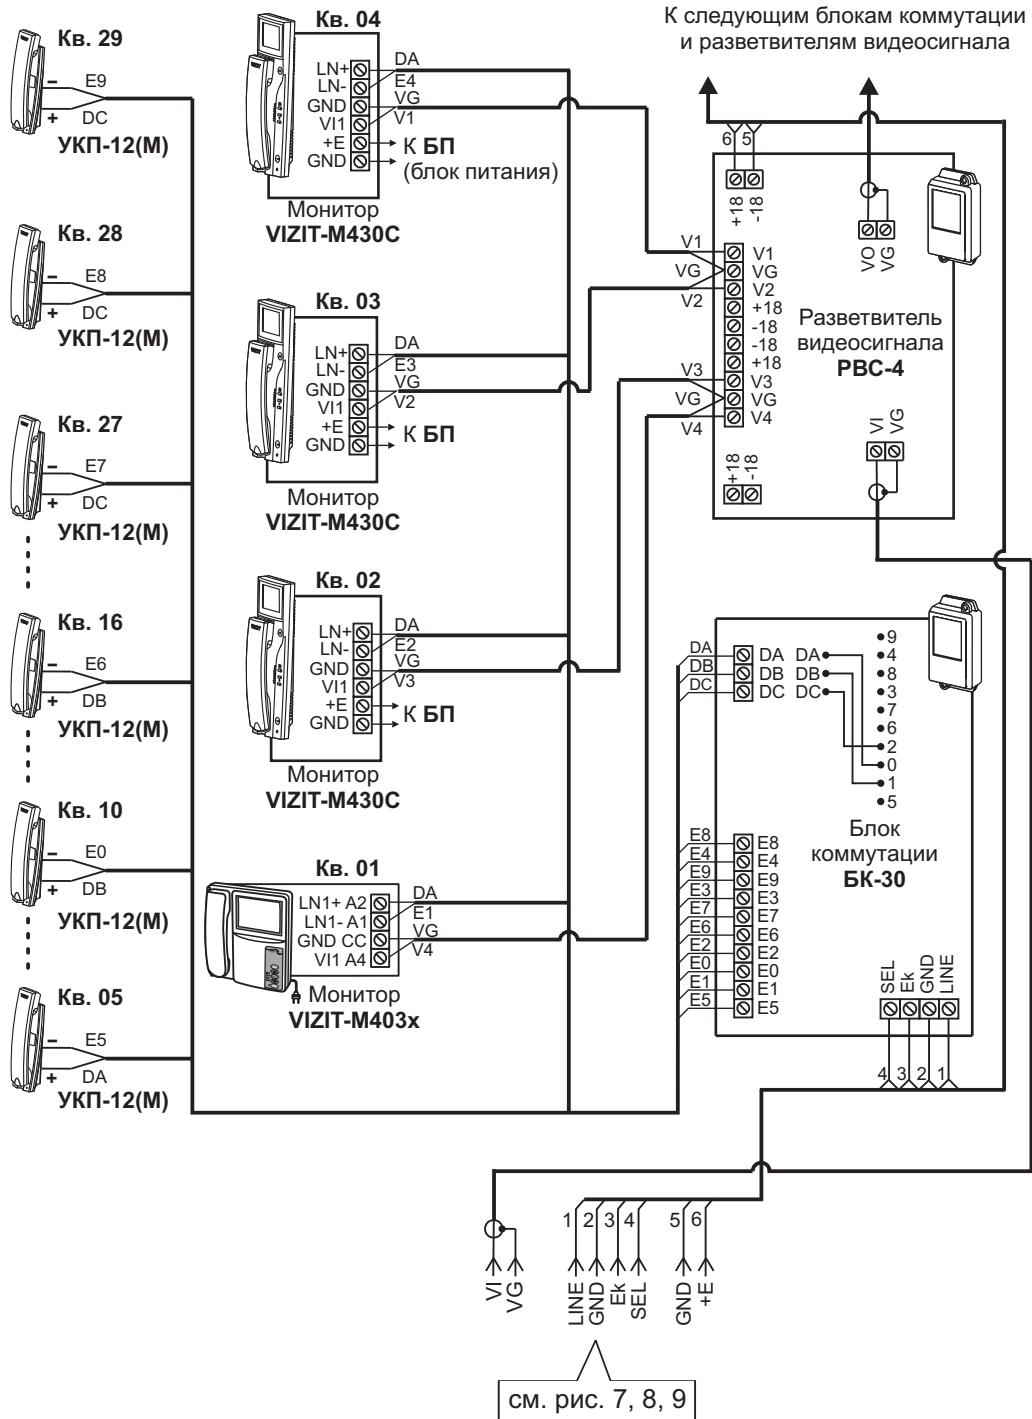 К следующим блокам коммутации
и разветвителям видеосигнала
Кв. 29
−
E9
+
DC
УКП-12(М)
Кв. 28
−
E8
+
DC
УКП-12(М)
Кв. 27
−
E7
+
DC
УКП-12(М)
Кв. 16
−
E6
+
DB
УКП-12(М)
Кв. 10
−
E0
+
DB
УКП-12(М)
Кв. 05
−
E5
+
DA
УКП-12(М)
Кв. 04
LN+
DA
LN-
E4
GND
VG
VI1
V1
+E
GND
К БП
(блок питания)
Монитор
VIZIT-M430C
Кв. 03
LN+
DA
LN-
E3
GND
VG
VI1
V2
+E
GND
К БП
Монитор
VIZIT-M430C
Кв. 02
LN+
DA
LN-
E2
GND
VG
VI1
V3
+E
GND
К БП
Монитор
VIZIT-M430C
Кв. 01
LN1+ A2
DA
LN1- A1
E1
GND CC
VG
VI1 A4
V4
Монитор
VIZIT-M403x
6
5
+18
-18
VO
VG
V1
VG
V2
V3
VG
V4
V1
VG
V2
+18
-18
-18
+18
V3
VG
V4
Разветвитель
видеосигнала
РВС-4
VI
VG
+18
-18
DA
DB
DC
DA DA
DB DB
DC DC
9
4
8
3
7
6
2
0
1
5
Блок
коммутации
БК-30
E8 E8
E4 E4
E9 E9
E3 E3
E7 E7
E6 E6
E2 E2
E0 E0
E1 E1
E5 E5
SEL
Ek
GND
LINE
4
3
2
1
1
2
3
4
5
6
VI
VG
LINE
GND
Ek
SEL
GND
+E
см. рис. 7, 8, 9